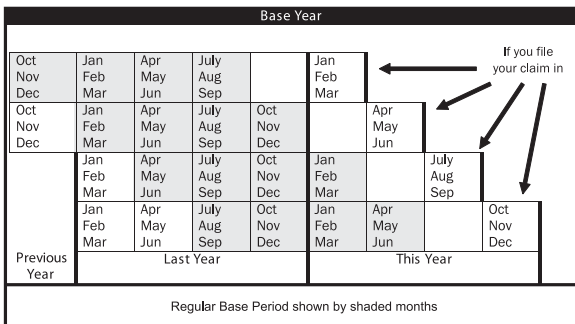 Base Year
If you file
your claim in
Oct Jan Apr July Jan
Nov Feb May Aug Feb
Dec Mar Jun Sep Mar
Oct Jan Apr July Oct Apr
Nov Feb May Aug Nov May
Dec Mar Jun Sep Dec Jun
Jan Apr July Oct Jan July
Feb May Aug Nov Feb Aug
Mar Jun Sep Dec Mar Sep
Jan Apr July Oct Jan Apr Oct
Feb May Aug Nov Feb May Nov
Mar Jun Sep Dec Mar Jun Dec
Previous Last Year This Year
Year
Regular Base Period shown by shaded months